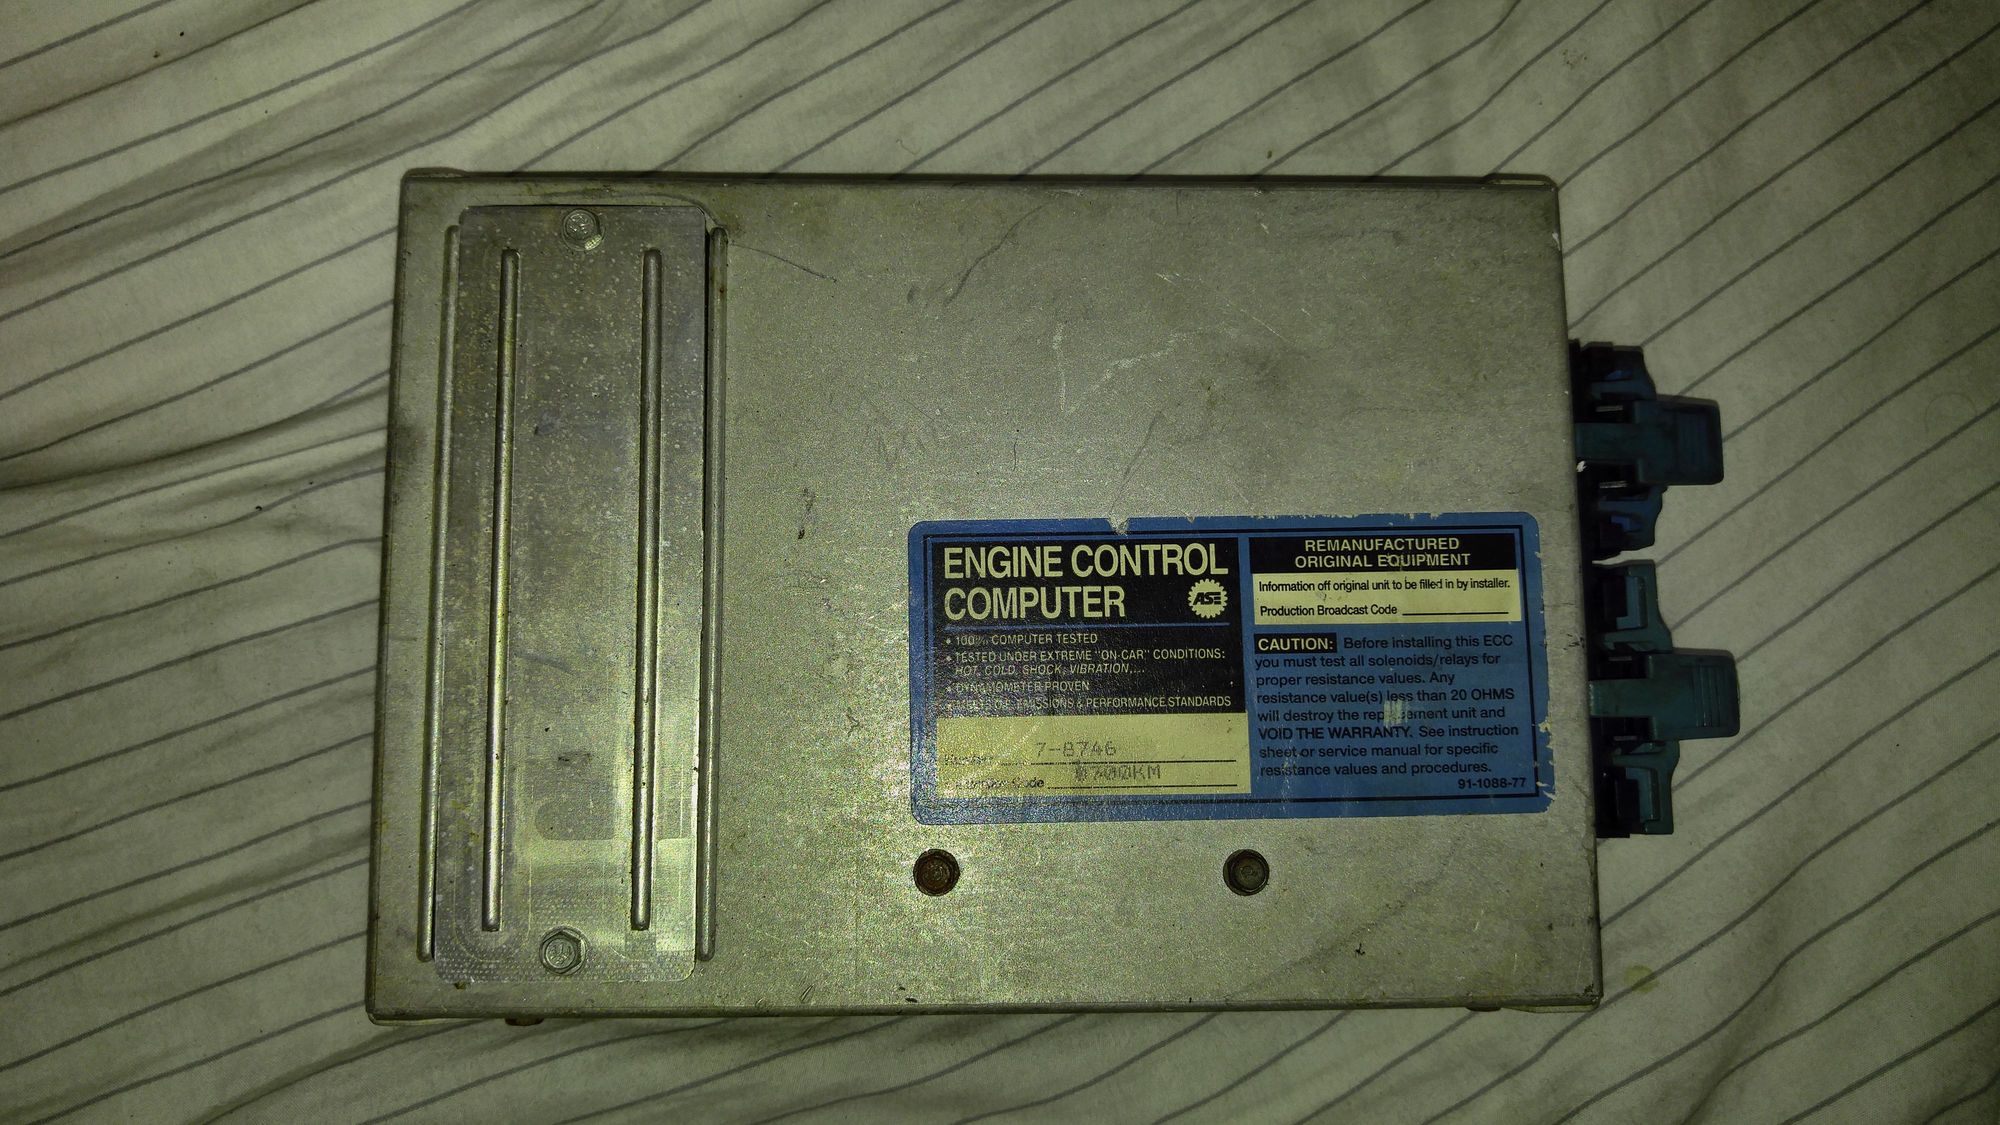 ENGINE CONTROL
COMPUTER
ASE
• 100% COMPUTER TESTED
• TESTED UNDER EXTREME "ON-CAR" CONDITIONS:
HOT, COLD, SHOCK, VIBRATION,...
• DYNAMOMETER PROVEN
EMISSIONS & PERFORMANCE STANDARDS
7-8746
Code
REMANUFACTURED
ORIGINAL EQUIPMENT
Information off original unit to be filled in by installer.
Production Broadcast Code
CAUTION: Before installing this ECC
you must test all solenoids/relays for
proper resistance values. Any
resistance value(s) less than 20 OHMS
will destroy the replacement unit and
VOID THE WARRANTY. See instruction
sheet or service manual for specific
resistance values and procedures.
91-1088-77